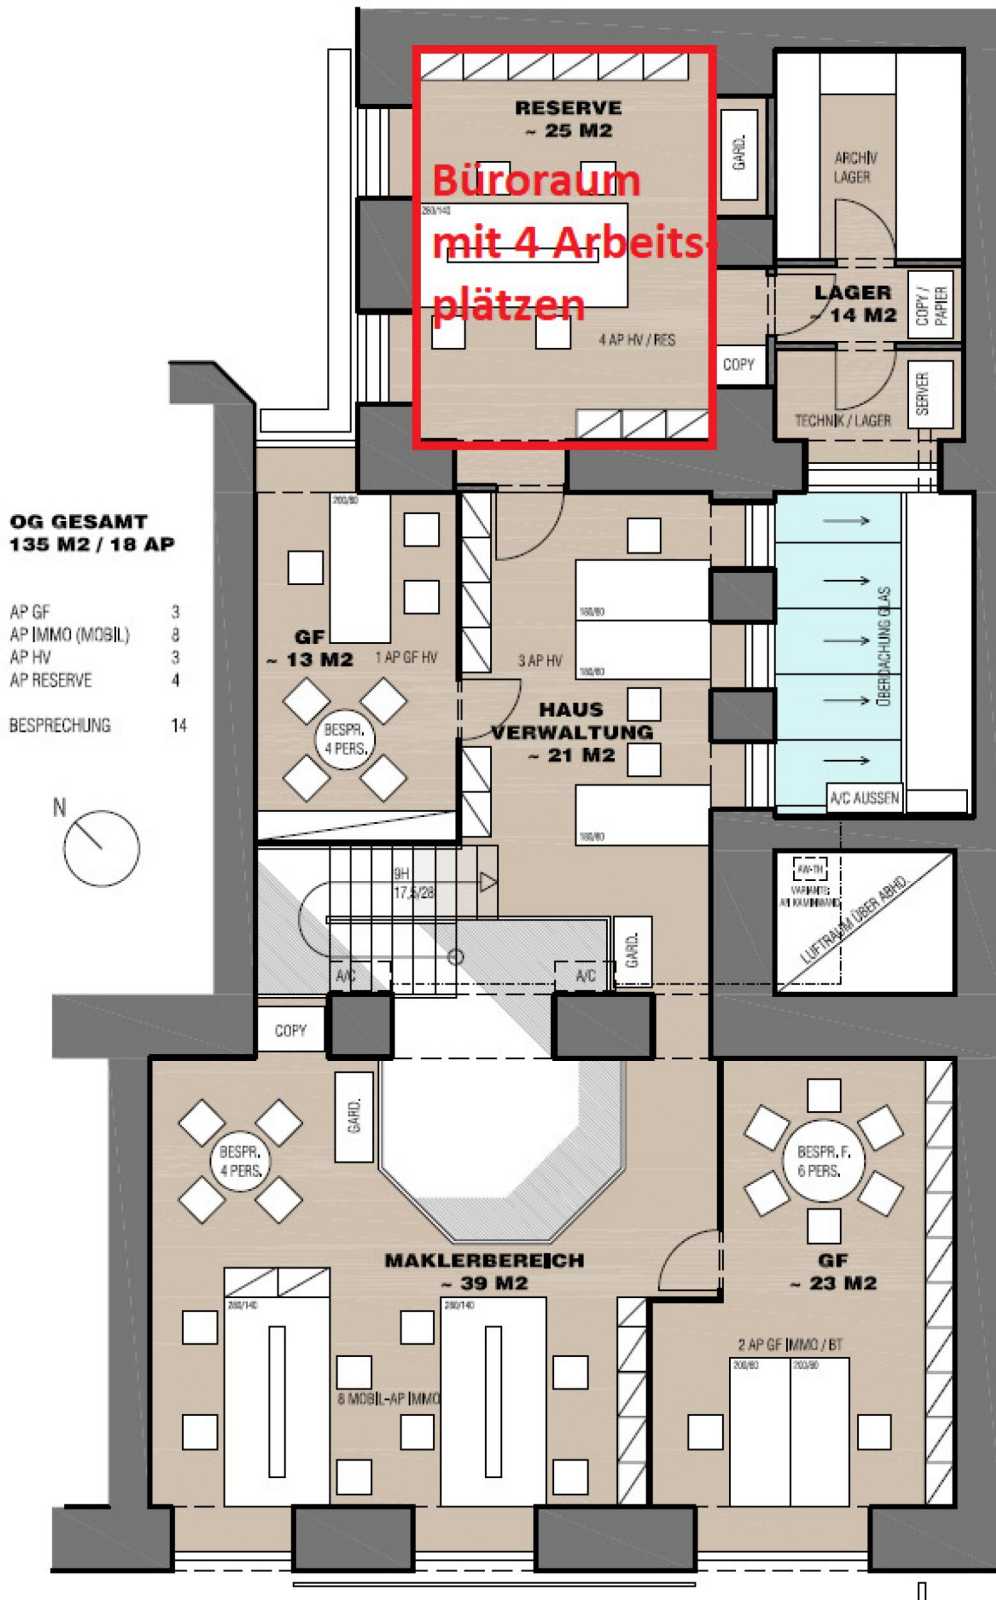 RESERVE
~ 25 M2
Büroraum
mit 4 Arbeits-
plätzen
280/140
4 AP HV / RES
GARD.
ARCHIV
LAGER
LAGER
~ 14 M2
COPY /
PAPIER
COPY
SERVER
TECHNIK / LAGER
OG GESAMT
135 M2 / 18 AP
AP GF 3
AP IMMO (MOBIL) 8
AP HV 3
AP RESERVE 4
BESPRECHUNG 14
N
200/80
GF
~ 13 M2
1 AP GF HV
BESPR.
4 PERS.
180/80
180/80
3 AP HV
HAUS
VERWALTUNG
~ 21 M2
180/80
ÜBERDACHUNG GLAS
A/C AUSSEN
9H
17,5/28
A/C
A/C
GARD.
AW-TH
VARIANTE:
AN KAMINWAND
LUFTRAUM ÜBER ABHD.
COPY
GARD.
BESPR.
4 PERS.
BESPR. F.
6 PERS.
MAKLERBEREICH
~ 39 M2
GF
~ 23 M2
280/140
280/140
8 MOBIL-AP IMMO
2 AP GF IMMO / BT
200/80
200/80